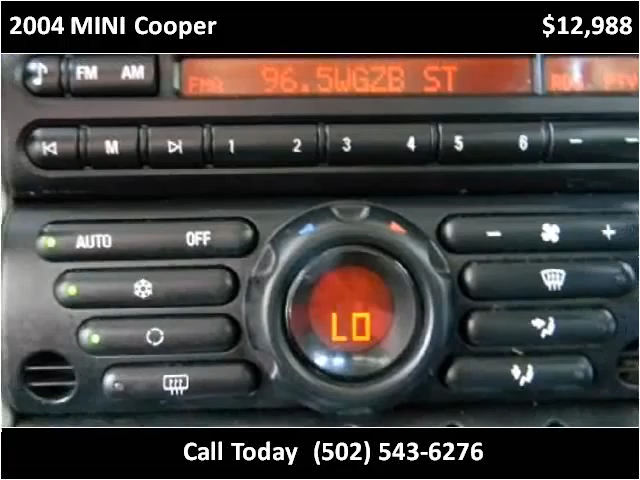 2004 MINI Cooper $12,988
FM AM
96.5WGZB ST
M 1 2 3 4 5 6
AUTO OFF
LO
Call Today (502) 543-6276